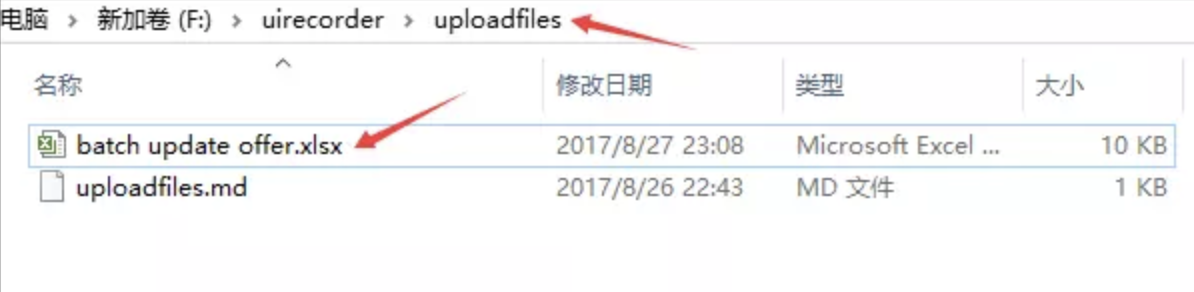 电脑 > 新加卷 (F:) > uirecorder > uploadfiles
名称 修改日期 类型 大小
batch update offer.xlsx 2017/8/27 23:08 Microsoft Excel ... 10 KB
uploadfiles.md 2017/8/26 22:43 MD 文件 1 KB